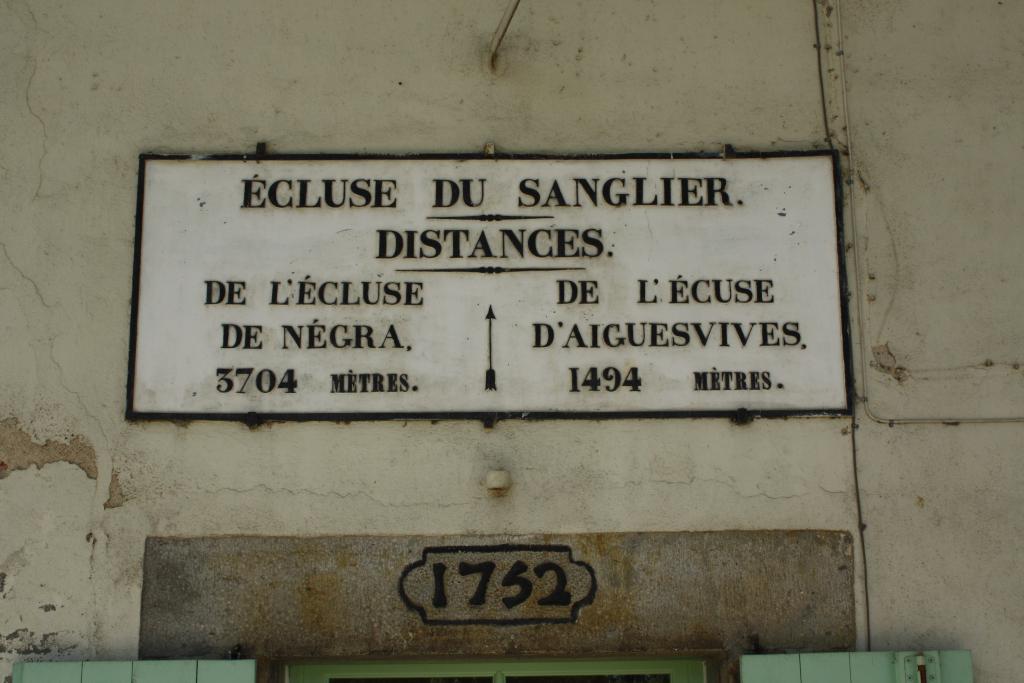 ÉCLUSE DU SANGLIER.
DISTANCES.
DE L'ÉCLUSE
DE NÉGRA.
3704 MÈTRES.
DE L'ÉCUSE
D'AIGUESVIVES.
1494 MÈTRES.
1752